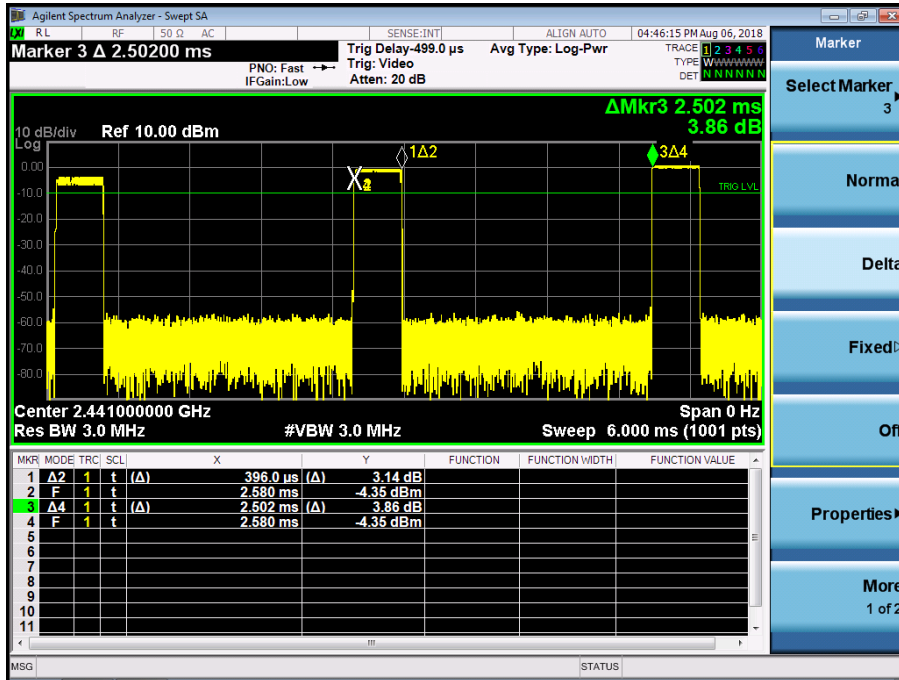 Agilent Spectrum Analyzer - Swept SA
LXI RL RF 50 Ω AC SENSE:INT ALIGN AUTO 04:46:15 PM Aug 06, 2018
Marker 3 Δ 2.50200 ms
PNO: Fast
IFGain:Low
Trig Delay-499.0 µs
Trig: Video
Atten: 20 dB
Avg Type: Log-Pwr
TRACE 1 2 3 4 5 6
TYPE WWWWWW
DET N N N N N N
ΔMkr3 2.502 ms
3.86 dB
10 dB/div Ref 10.00 dBm
Log
1Δ2
3Δ4
0.00
TRIG LVL
-10.0
-20.0
-30.0
-40.0
-50.0
-60.0
-70.0
-80.0
Center 2.441000000 GHz Span 0 Hz
Res BW 3.0 MHz #VBW 3.0 MHz Sweep 6.000 ms (1001 pts)
MKR MODE TRC SCL X Y FUNCTION FUNCTION WIDTH FUNCTION VALUE
1 Δ2 1 t (Δ) 396.0 µs (Δ) 3.14 dB
2 F 1 t 2.580 ms -4.35 dBm
3 Δ4 1 t (Δ) 2.502 ms (Δ) 3.86 dB
4 F 1 t 2.580 ms -4.35 dBm
5
6
7
8
9
10
11
MSG STATUS
Marker
Select Marker
3
Norma
Delta
Fixed
Off
Properties
More
1 of 2